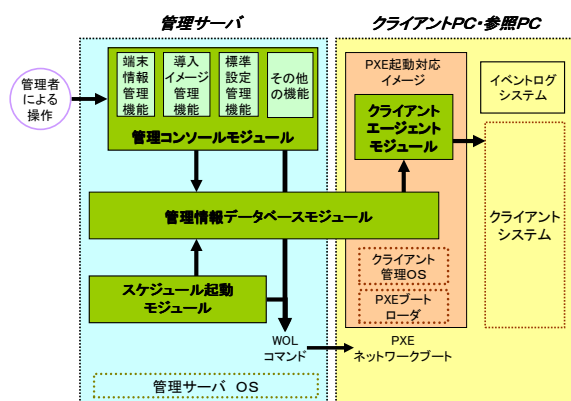 管理サーバ
クライアントPC・参照PC
管理者
による
操作
端末
情報
管理
機能
導入
イメージ
管理
機能
標準
設定
管理
機能
その他
の機能
管理コンソールモジュール
PXE起動対応
イメージ
クライアント
エージェント
モジュール
イベントログ
システム
管理情報データベースモジュール
クライアント
システム
クライアント
管理OS
スケジュール起動
モジュール
PXEブート
ローダ
WOL
コマンド
PXE
ネットワークブート
管理サーバ OS